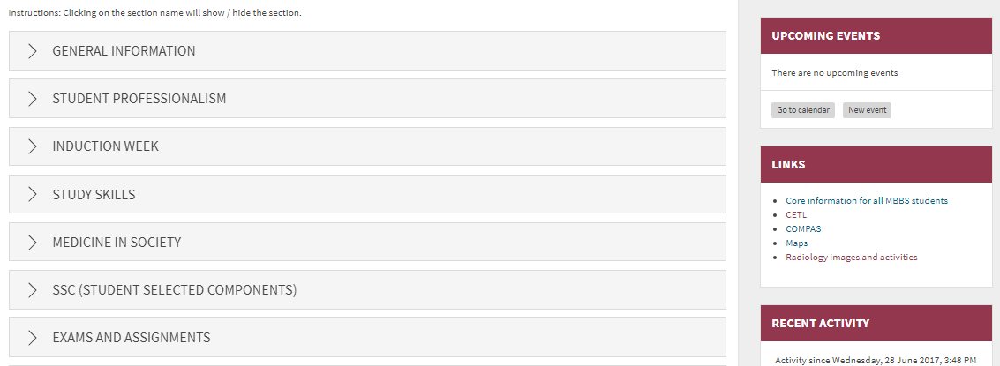 Instructions: Clicking on the section name will show / hide the section.
GENERAL INFORMATION
STUDENT PROFESSIONALISM
INDUCTION WEEK
STUDY SKILLS
MEDICINE IN SOCIETY
SSC (STUDENT SELECTED COMPONENTS)
EXAMS AND ASSIGNMENTS
UPCOMING EVENTS
There are no upcoming events
Go to calendar New event
LINKS
Core information for all MBBS students
CETL
COMPAS
Maps
Radiology images and activities
RECENT ACTIVITY
Activity since Wednesday, 28 June 2017, 3:48 PM